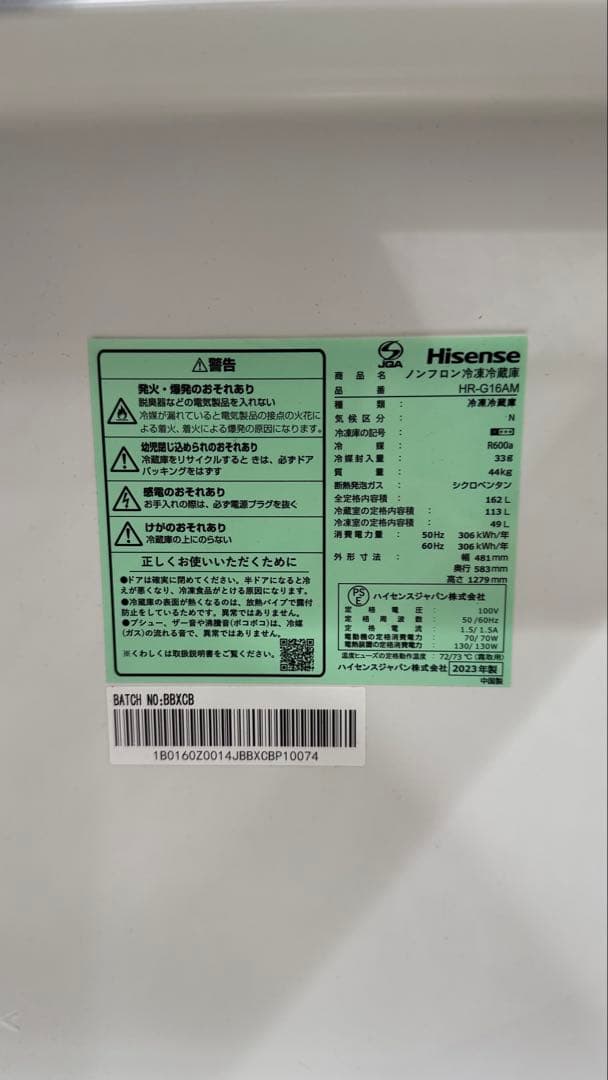 ⚠警告
発火・爆発のおそれあり
脱臭器などの電気製品を入れない
冷媒が漏れていると電気製品の接点の火花に
よる着火、着火による爆発の原因になります。
幼児閉じ込められのおそれあり
冷蔵庫をリサイクルするときは、必ずドア
パッキングをはずす
感電のおそれあり
お手入れの際は、必ず電源プラグを抜く
けがのおそれあり
冷蔵庫の上にのらない
正しくお使いいただくために
●ドアは確実に閉めてください。半ドアになると冷
えが悪くなり、冷凍食品がとける原因になります。
●冷蔵庫の表面が熱くなるのは、放熱パイプで露付
防止をしているためです。異常ではありません。
●プシュー、ザー音や沸騰音(ポコポコ)は、冷媒
(ガス)の流れる音で、異常ではありません。
※くわしくは取扱説明書をご覧ください。
JQA
Hisense
商品名 ノンフロン冷凍冷蔵庫
品番 HR-G16AM
種類: 冷凍冷蔵庫
気候区分: N
冷凍庫の記号:
冷媒: R600a
冷媒封入量: 33g
質量: 44kg
断熱発泡ガス: シクロペンタン
全定格内容積: 162L
冷蔵室の定格内容積: 113L
冷凍室の定格内容積: 49L
消費電力量: 50Hz 306kWh/年
60Hz 306kWh/年
外形寸法: 幅 481mm
奥行 583mm
高さ 1279mm
PS
E
ハイセンスジャパン株式会社
定格電圧: 100V
定格周波数: 50/60Hz
定格電流: 1.5/1.5A
電動機の定格消費電力: 70/70W
電熱装置の定格消費電力: 130/130W
温度ヒューズの定格動作温度: 72/73℃(霜取用)
ハイセンスジャパン株式会社 2023年製
中国製
BATCH NO:BBXCB
1B0160Z0014JBBXCBP10074